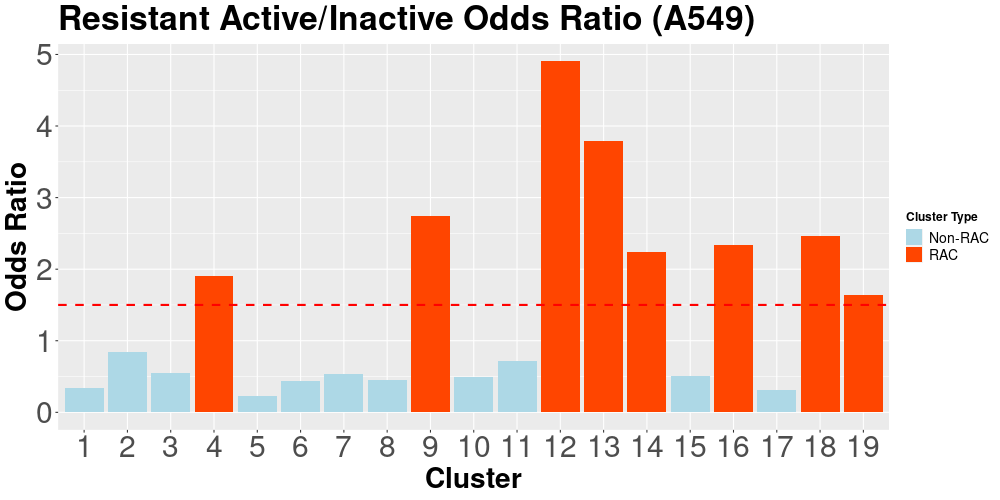 Resistant Active/Inactive Odds Ratio (A549)
5
4
3
2
1
0
Odds Ratio
1 2 3 4 5 6 7 8 9 10 11 12 13 14 15 16 17 18 19
Cluster
Cluster Type
Non-RAC
RAC